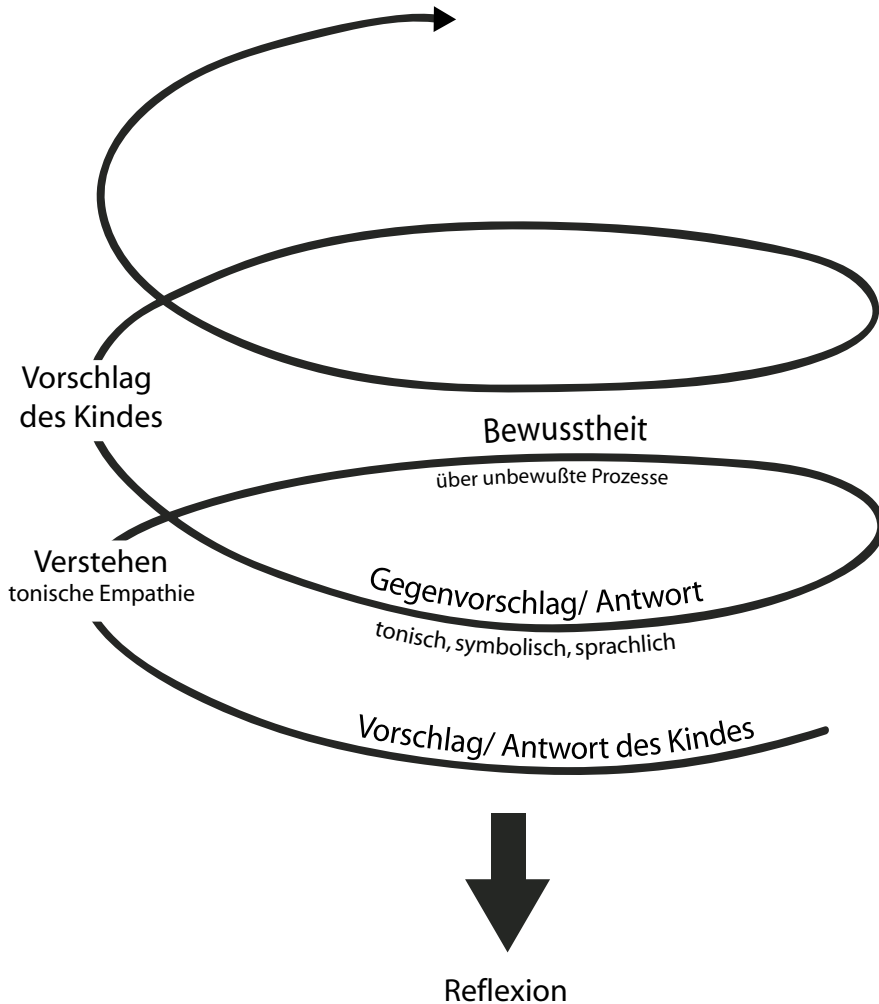 Vorschlag
des Kindes
Bewusstheit
über unbewußte Prozesse
Verstehen
tonische Empathie
Gegenvorschlag/ Antwort
tonisch, symbolisch, sprachlich
Vorschlag/ Antwort des Kindes
Reflexion